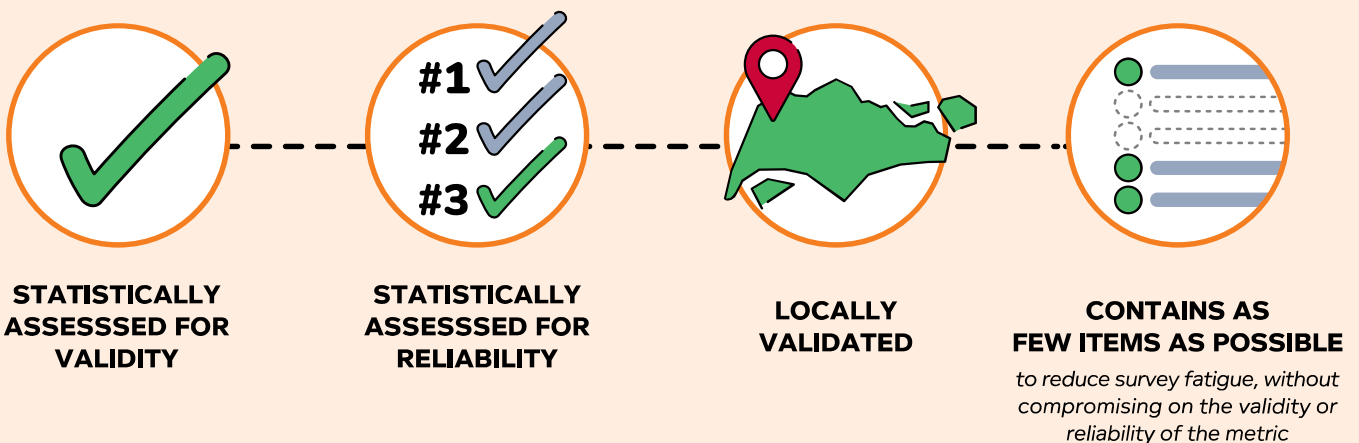 #1
#2
#3
STATISTICALLY
ASSESSSED FOR
VALIDITY
STATISTICALLY
ASSESSSED FOR
RELIABILITY
LOCALLY
VALIDATED
CONTAINS AS
FEW ITEMS AS POSSIBLE
to reduce survey fatigue, without
compromising on the validity or
reliability of the metric